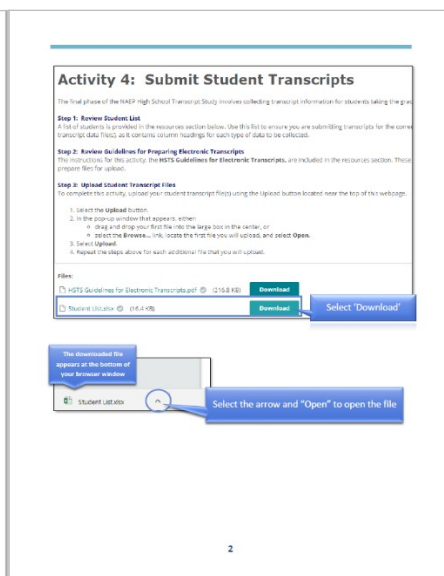 Activity 4: Submit Student Transcripts
The final phase of the NAEP High School Transcript Study involves collecting transcript information for students taking the grad
Step 1: Review Student List
A list of students is provided in the resources section below. Use this list to ensure you are submitting transcripts for the corre
transcript data file(s), as it contains column headings for each type of data to be collected.
Step 2: Review Guidelines for Preparing Electronic Transcripts
The instructions for this activity, the HSTS Guidelines for Electronic Transcripts, are included in the resources section. These
prepare files for upload.
Step 3: Upload Student Transcript Files
To complete this activity, upload your student transcript file(s) using the Upload button located near the top of this webpage.
1. Select the Upload button.
2. In the pop-up window that appears, either:
drag and drop your first file into the large box in the center, or
select the Browse... link, locate the first file you will upload, and select Open.
3. Select Upload.
4. Repeat the steps above for each additional file that you will upload.
Files:
HSTS Guidelines for Electronic Transcripts.pdf (216.8 KB) Download
Student List.xlsx (16.4 KB) Download
Select 'Download'
The downloaded file
appears at the bottom of
your browser window
Student List.xlsx
Select the arrow and "Open" to open the file
2